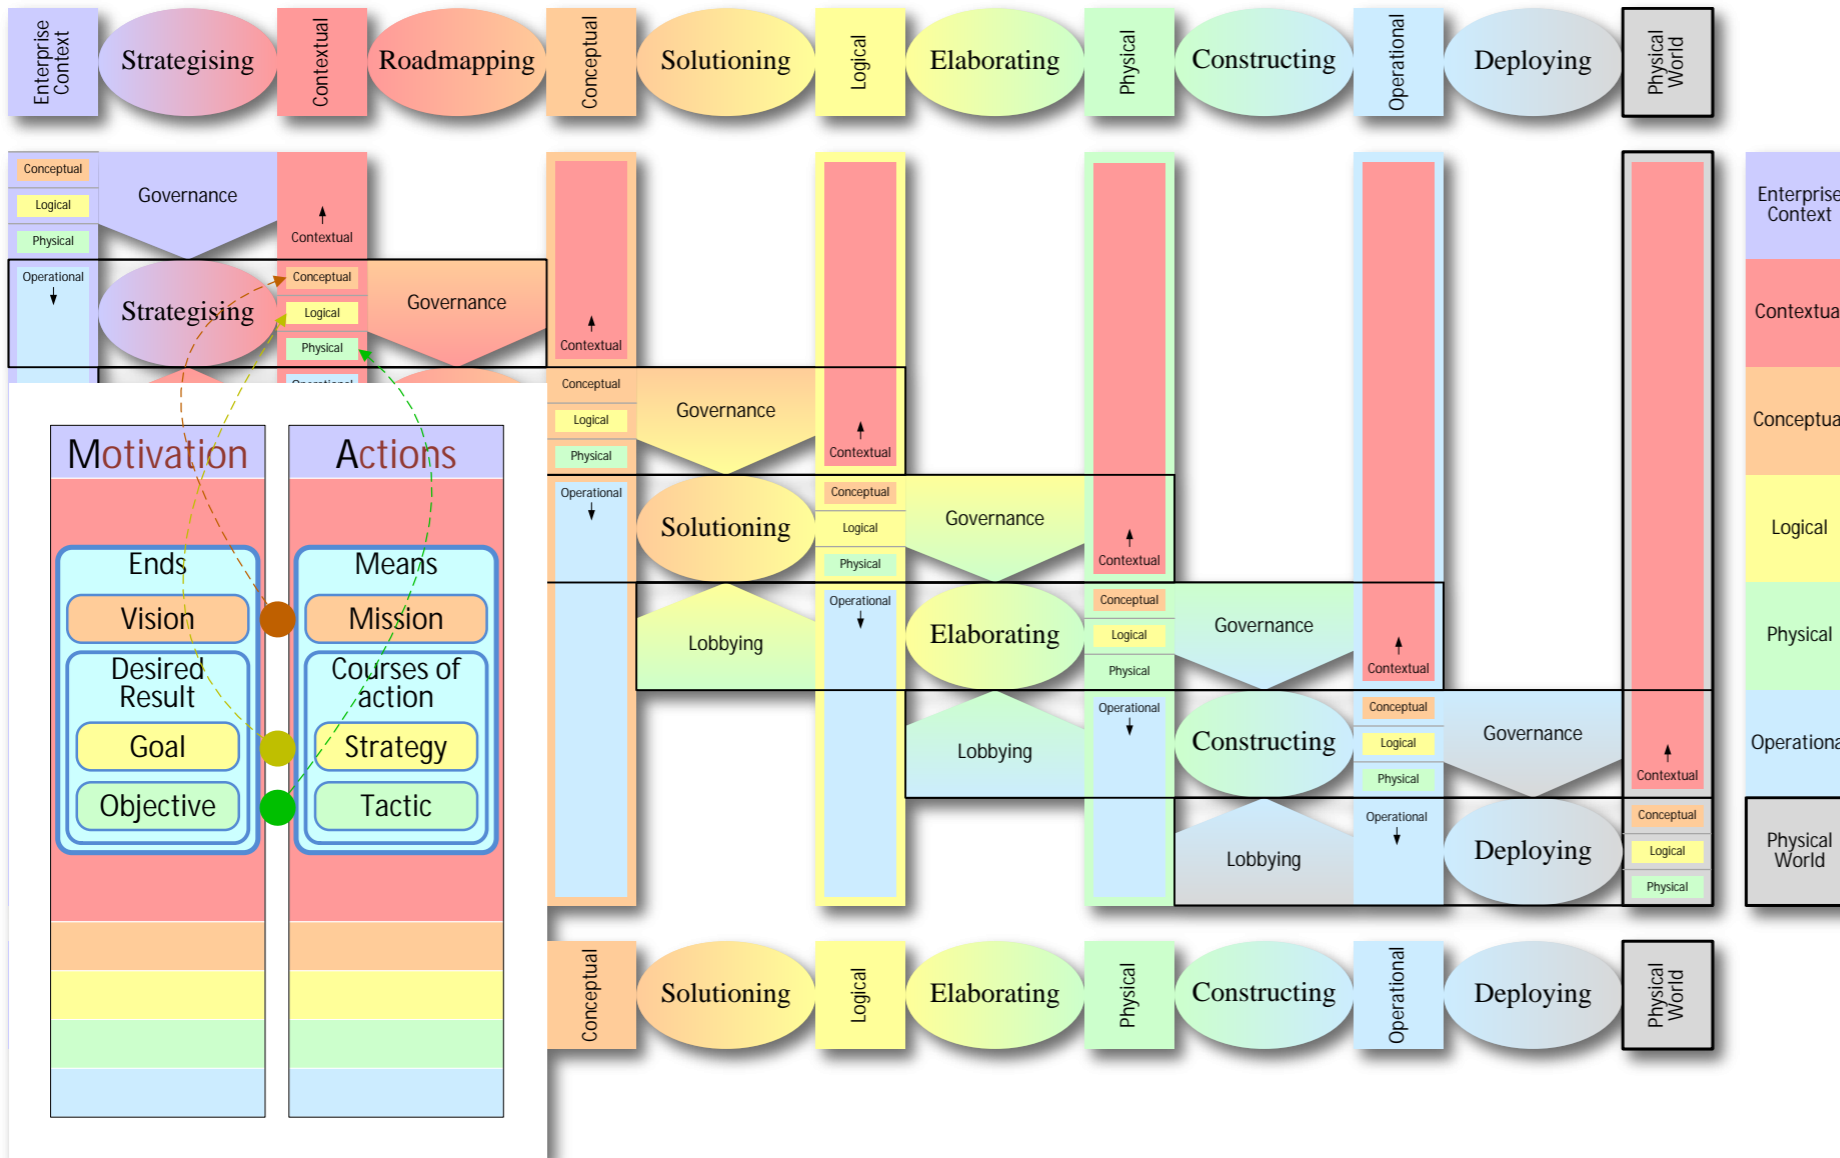 Enterprise
Context
Strategising
Contextual
Roadmapping
Conceptual
Solutioning
Logical
Elaborating
Physical
Constructing
Operational
Deploying
Physical
World
Conceptual
Logical
Physical
Operational
Governance
Contextual
Strategising
Conceptual
Logical
Physical
Governance
Contextual
Conceptual
Logical
Physical
Operational
Governance
Contextual
Solutioning
Conceptual
Logical
Physical
Operational
Governance
Contextual
Lobbying
Elaborating
Conceptual
Logical
Physical
Operational
Governance
Contextual
Lobbying
Constructing
Conceptual
Logical
Physical
Operational
Governance
Contextual
Lobbying
Deploying
Conceptual
Logical
Physical
Enterprise
Context
Contextua
Conceptua
Logical
Physical
Operationa
Physical
World
Motivation
Ends
Vision
Desired
Result
Goal
Objective
Actions
Means
Mission
Courses of
action
Strategy
Tactic
Conceptual
Solutioning
Logical
Elaborating
Physical
Constructing
Operational
Deploying
Physical
World